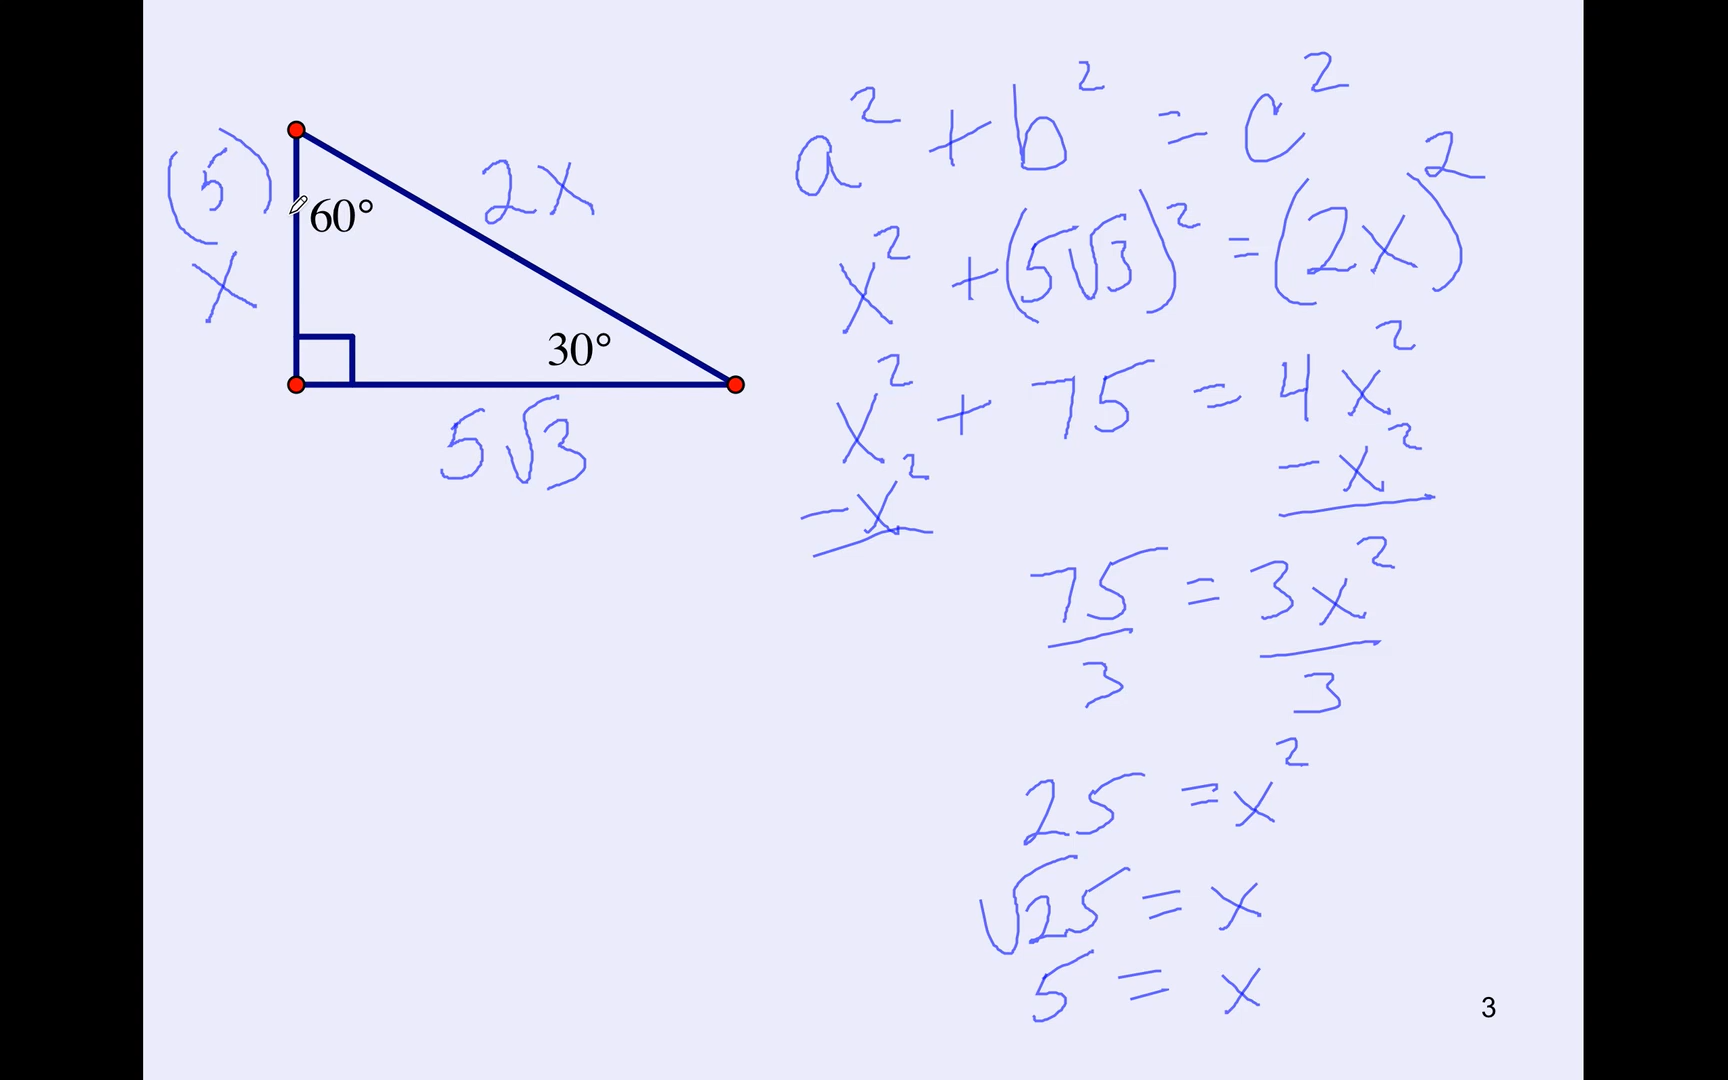 (5)
x
60°
2x
30°
5√3
a² + b² = c²
x² + (5√3)² = (2x)²
x² + 75 = 4x²
-x² -x²
75 = 3x²
3 3
25 = x²
√25 = x
5 = x
3